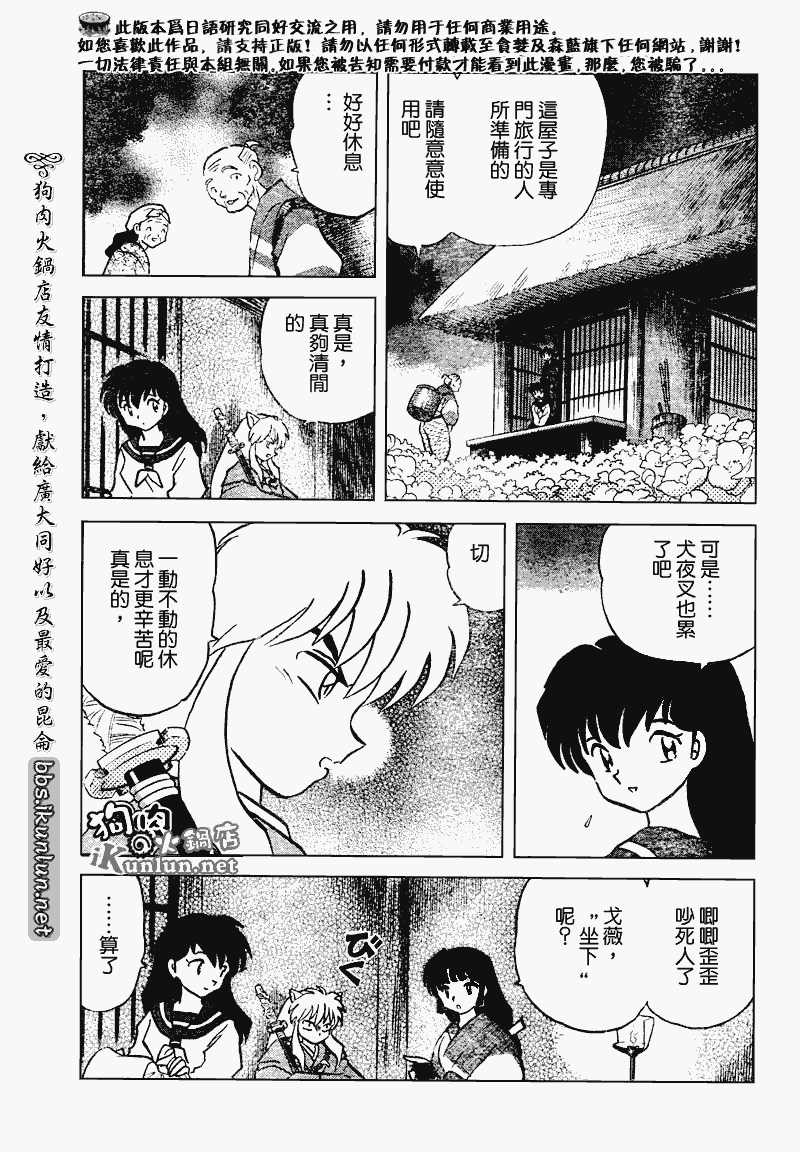 此版本爲日語研究同好交流之用，請勿用于任何商業用途。
如您喜歡此作品，請支持正版！請勿以任何形式轉載至貪婪及森藍旗下任何網站，謝謝！
一切法律責任與本組無關.如果您被告知需要付款才能看到此漫畫,那麼,您被騙了...
這屋子是專
門旅行的人
所準備的
請隨意意使
用吧
好好休息
…
真是，
真夠清閒
的
可是……
犬夜叉也累
了吧
切
一動不動的休
息才更辛苦呢
真是的，
唧唧歪歪
吵死人了
戈薇，
"坐下"
呢？
びく
……算了
狗肉火鍋店友情打造，獻給廣大同好以及最愛的昆侖
bbs.ikunlun.net
狗肉
火鍋店
iKunlun.net